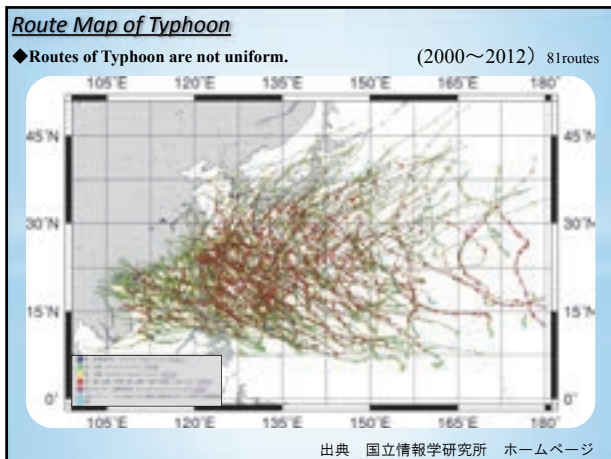 Route Map of Typhoon
◆Routes of Typhoon are not uniform. (2000～2012) 81routes
105°E 120°E 135°E 150°E 165°E 180°
45°N 45°N
30°N 30°N
15°N 15°N
0° 0°
105°E 120°E 135°E 150°E 165°E 180°
出典　国立情報学研究所　ホームページ